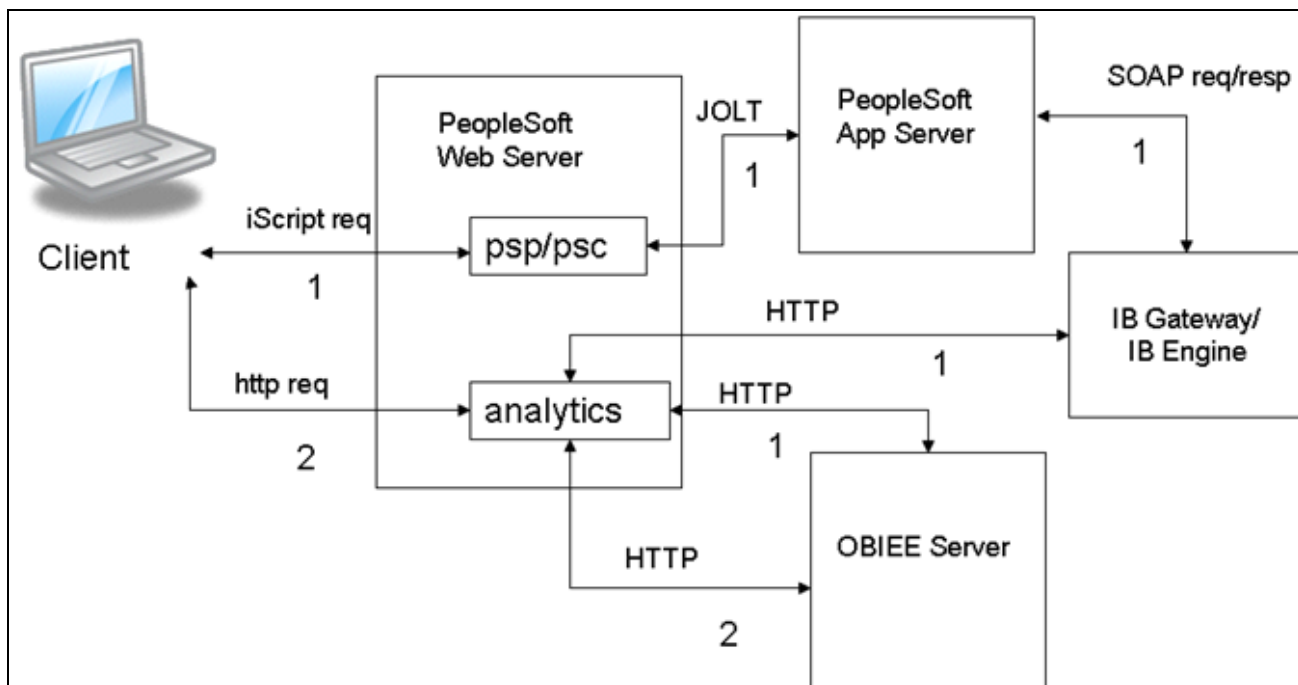 PeopleSoft
Web Server
JOLT
1
PeopleSoft
App Server
SOAP req/resp
1
Client
iScript req
1
psp/psc
HTTP
1
IB Gateway/
IB Engine
http req
2
analytics
HTTP
1
HTTP
2
OBIEE Server